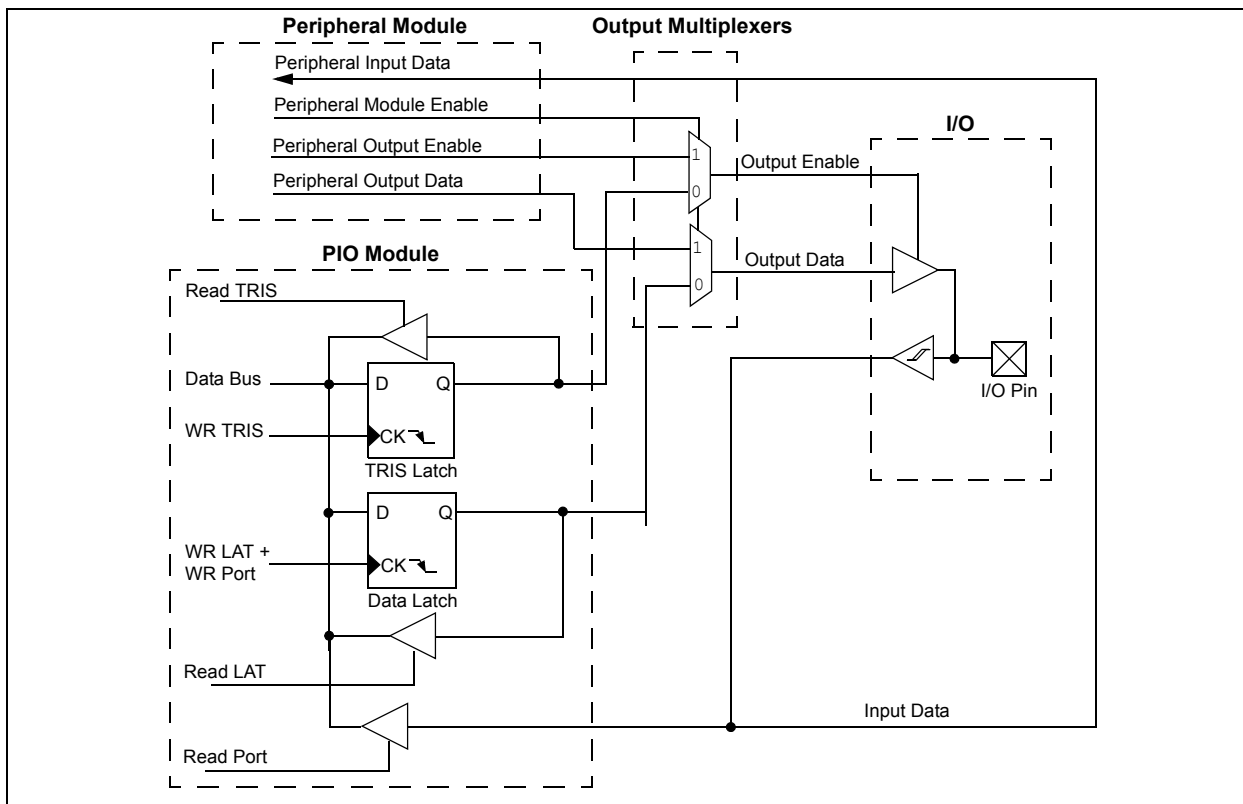 Peripheral Module
Output Multiplexers
Peripheral Input Data
Peripheral Module Enable
Peripheral Output Enable
Peripheral Output Data
1
0
Output Enable
I/O
1
0
Output Data
PIO Module
Read TRIS
Data Bus
D Q
WR TRIS
CK
TRIS Latch
I/O Pin
D Q
WR LAT +
WR Port
CK
Data Latch
Read LAT
Input Data
Read Port